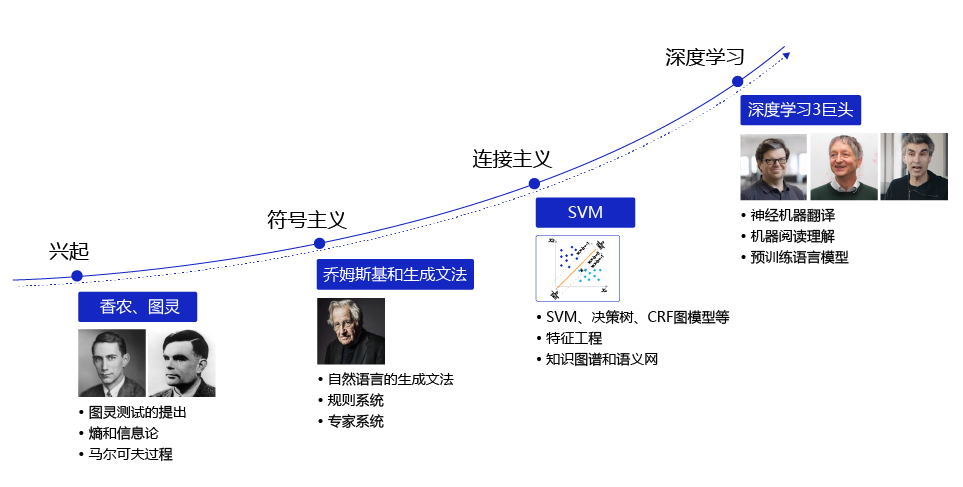 兴起
香农、图灵
• 图灵测试的提出
• 熵和信息论
• 马尔可夫过程
符号主义
乔姆斯基和生成文法
• 自然语言的生成文法
• 规则系统
• 专家系统
连接主义
SVM
• SVM、决策树、CRF图模型等
• 特征工程
• 知识图谱和语义网
深度学习
深度学习3巨头
• 神经机器翻译
• 机器阅读理解
• 预训练语言模型